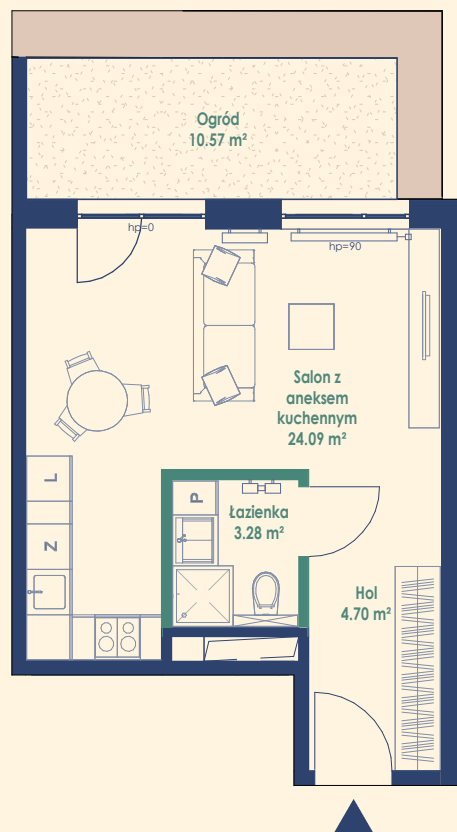 Ogród
10.57 m²
hp=0
hp=90
Salon z
aneksem
kuchennym
24.09 m²
L
P
Łazienka
3.28 m²
Z
Hol
4.70 m²